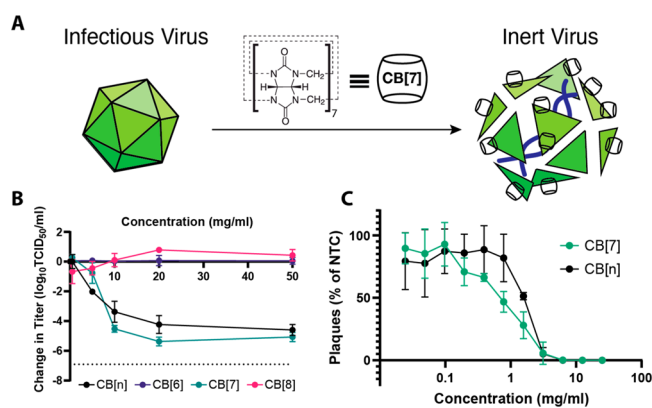 A
Infectious Virus
Inert Virus
O
N
N
CH2
H
H
N
N
CH2
O
7
≡
CB[7]
B
Concentration (mg/ml)
Change in Titer (log10TCID50/ml)
2
0
-2
-4
-6
-8
10
20
30
40
50
CB[n]
CB[6]
CB[7]
CB[8]
C
Plaques (% of NTC)
100
50
0
0.1
1
10
100
Concentration (mg/ml)
CB[7]
CB[n]